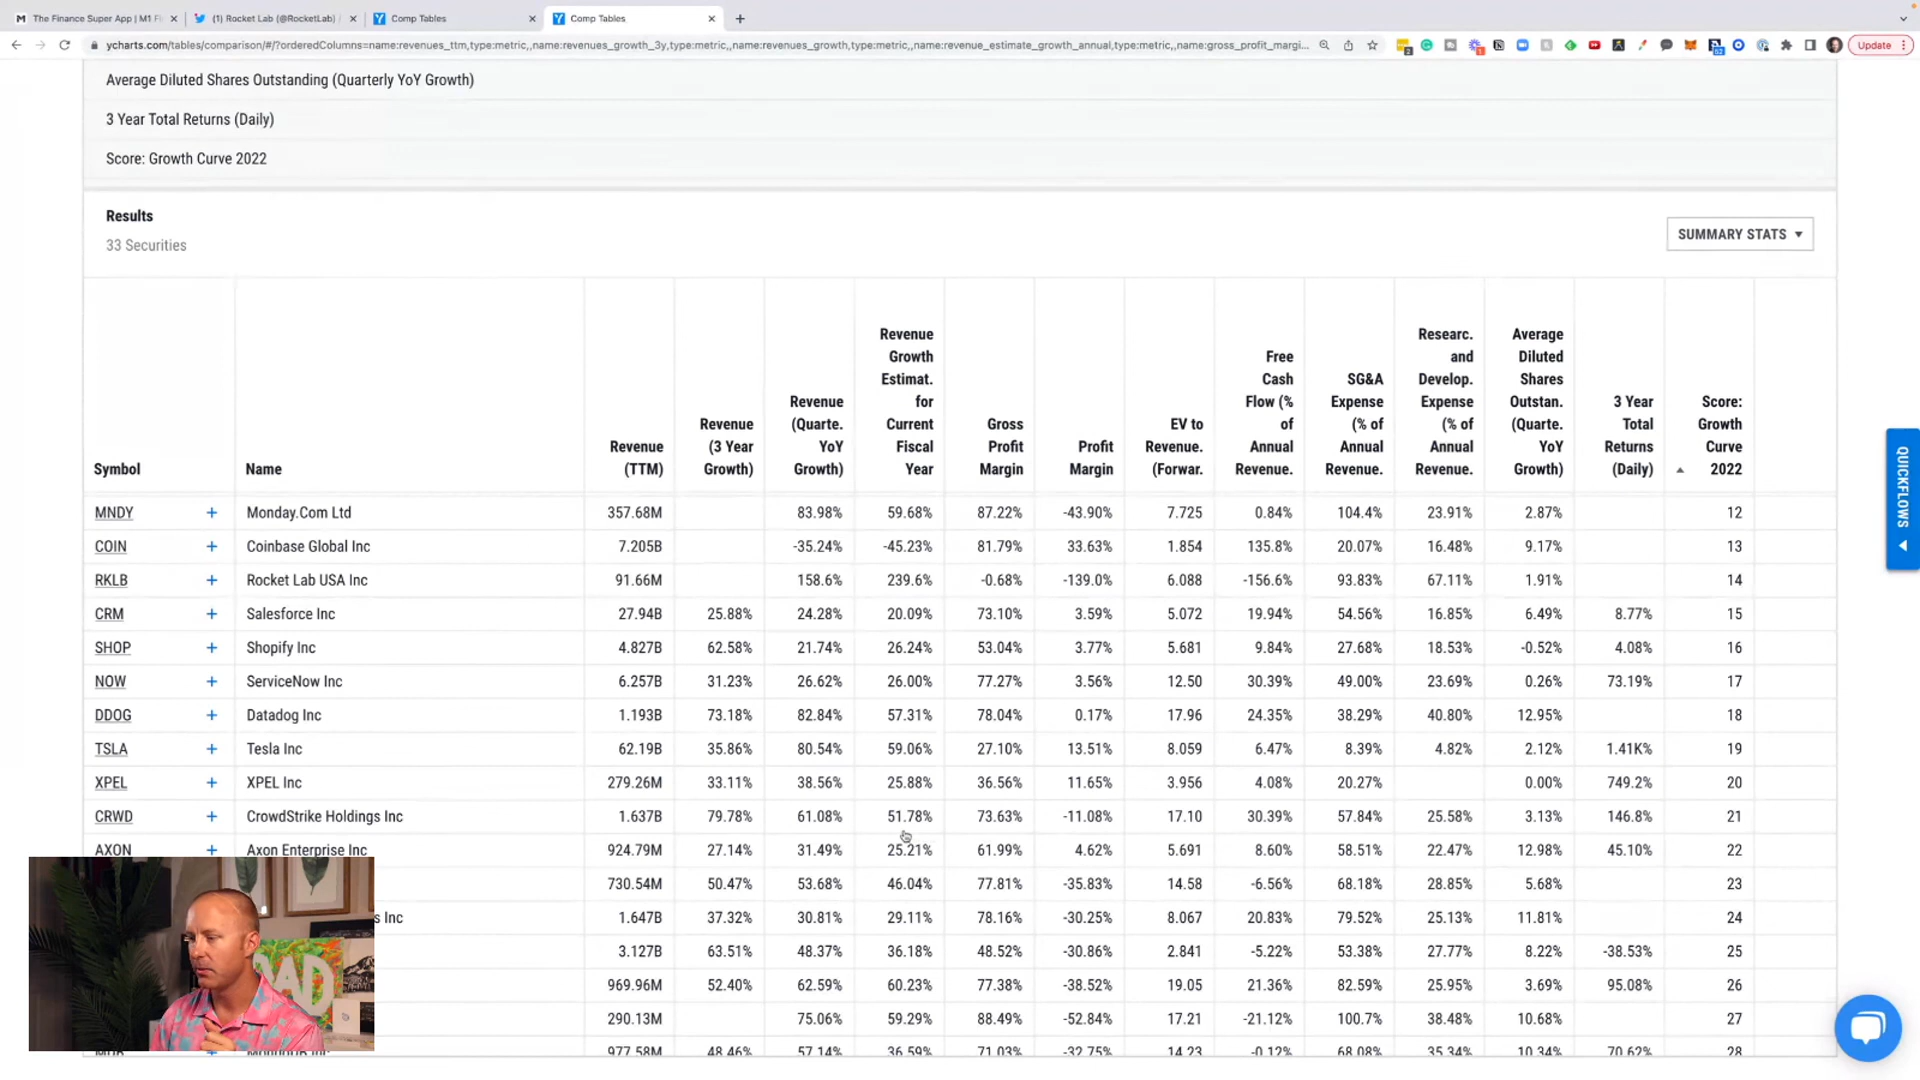 The Finance Super App | M1 Fi
(1) Rocket Lab (@RocketLab) /
Comp Tables
Comp Tables
ycharts.com/tables/comparison/#/?orderedColumns=name:revenues_ttm,type:metric,,name:revenues_growth_3y,type:metric,,name:revenues_growth,type:metric,,name:revenue_estimate_growth_annual,type:metric,,name:gross_profit_margi...
Update
Average Diluted Shares Outstanding (Quarterly YoY Growth)
3 Year Total Returns (Daily)
Score: Growth Curve 2022
Results
33 Securities
SUMMARY STATS
QUICKFLOWS
Symbol
Name
Revenue (TTM)
Revenue (3 Year Growth)
Revenue (Quarte. YoY Growth)
Revenue Growth Estimat. for Current Fiscal Year
Gross Profit Margin
Profit Margin
EV to Revenue. (Forwar.
Free Cash Flow (% of Annual Revenue.
SG&A Expense (% of Annual Revenue.
Researc. and Develop. Expense (% of Annual Revenue.
Average Diluted Shares Outstan. (Quarte. YoY Growth)
3 Year Total Returns (Daily)
Score: Growth Curve 2022
MNDY + Monday.Com Ltd 357.68M 83.98% 59.68% 87.22% -43.90% 7.725 0.84% 104.4% 23.91% 2.87% 12
COIN + Coinbase Global Inc 7.205B -35.24% -45.23% 81.79% 33.63% 1.854 135.8% 20.07% 16.48% 9.17% 13
RKLB + Rocket Lab USA Inc 91.66M 158.6% 239.6% -0.68% -139.0% 6.088 -156.6% 93.83% 67.11% 1.91% 14
CRM + Salesforce Inc 27.94B 25.88% 24.28% 20.09% 73.10% 3.59% 5.072 19.94% 54.56% 16.85% 6.49% 8.77% 15
SHOP + Shopify Inc 4.827B 62.58% 21.74% 26.24% 53.04% 3.77% 5.681 9.84% 27.68% 18.53% -0.52% 4.08% 16
NOW + ServiceNow Inc 6.257B 31.23% 26.62% 26.00% 77.27% 3.56% 12.50 30.39% 49.00% 23.69% 0.26% 73.19% 17
DDOG + Datadog Inc 1.193B 73.18% 82.84% 57.31% 78.04% 0.17% 17.96 24.35% 38.29% 40.80% 12.95% 18
TSLA + Tesla Inc 62.19B 35.86% 80.54% 59.06% 27.10% 13.51% 8.059 6.47% 8.39% 4.82% 2.12% 1.41K% 19
XPEL + XPEL Inc 279.26M 33.11% 38.56% 25.88% 36.56% 11.65% 3.956 4.08% 20.27% 0.00% 749.2% 20
CRWD + CrowdStrike Holdings Inc 1.637B 79.78% 61.08% 51.78% 73.63% -11.08% 17.10 30.39% 57.84% 25.58% 3.13% 146.8% 21
AXON + Axon Enterprise Inc 924.79M 27.14% 31.49% 25.21% 61.99% 4.62% 5.691 8.60% 58.51% 22.47% 12.98% 45.10% 22
730.54M 50.47% 53.68% 46.04% 77.81% -35.83% 14.58 -6.56% 68.18% 28.85% 5.68% 23
s Inc 1.647B 37.32% 30.81% 29.11% 78.16% -30.25% 8.067 20.83% 79.52% 25.13% 11.81% 24
3.127B 63.51% 48.37% 36.18% 48.52% -30.86% 2.841 -5.22% 53.38% 27.77% 8.22% -38.53% 25
969.96M 52.40% 62.59% 60.23% 77.38% -38.52% 19.05 21.36% 82.59% 25.95% 3.69% 95.08% 26
290.13M 75.06% 59.29% 88.49% -52.84% 17.21 -21.12% 100.7% 38.48% 10.68% 27
MDB MongoDB Inc 977.58M 48.46% 57.14% 36.59% 71.03% -32.75% 14.23 -0.12% 68.08% 35.34% 10.34% 70.62% 28